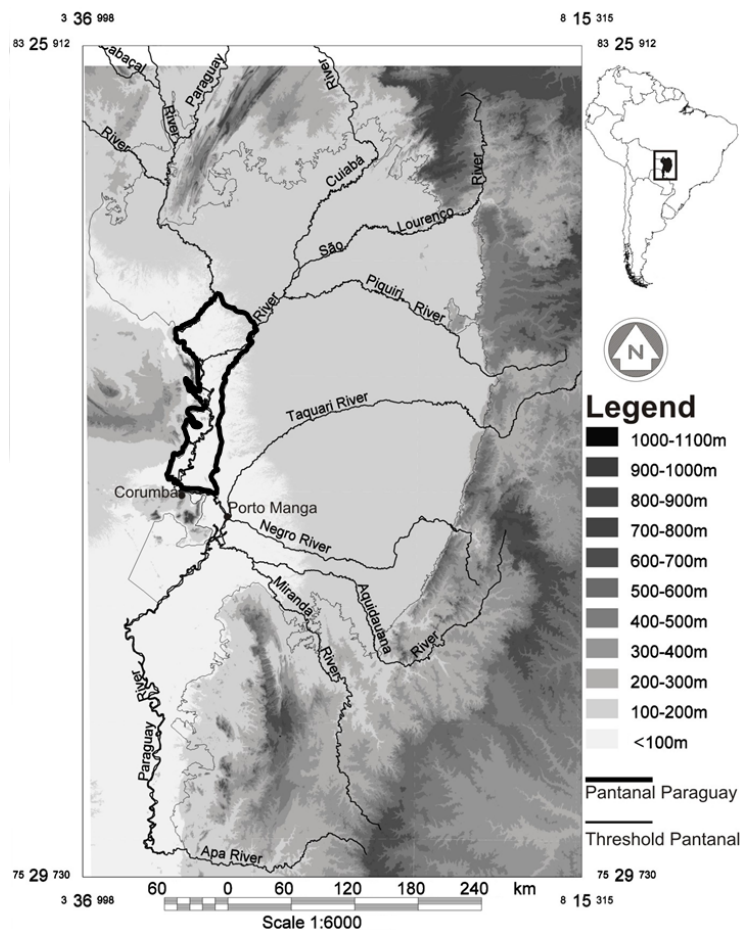 3 36 998
8 15 315
83 25 912
83 25 912
abaçal
River
Paraguay
River
River
Cuiabá
River
São
Lourenço
River
Piquiri
River
Taquari River
Corumbá
Porto Manga
Negro River
Miranda
River
Aquidauana
River
River
Paraguay
Apa River
N
Legend
1000-1100m
900-1000m
800-900m
700-800m
600-700m
500-600m
400-500m
300-400m
200-300m
100-200m
<100m
Pantanal Paraguay
Threshold Pantanal
75 29 730
75 29 730
3 36 998
8 15 315
60 0 60 120 180 240 km
Scale 1:6000